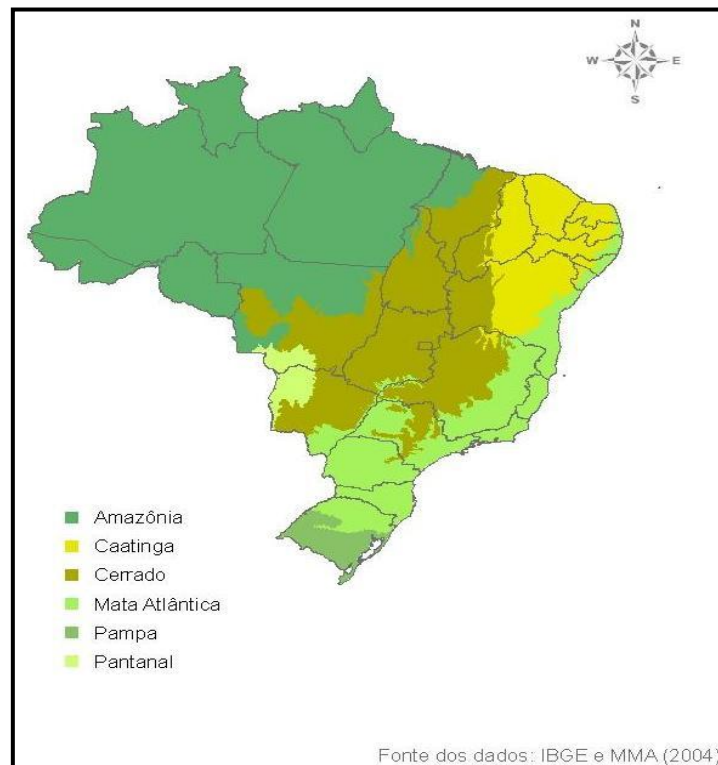 N
W E
S
Amazônia
Caatinga
Cerrado
Mata Atlântica
Pampa
Pantanal
Fonte dos dados: IBGE e MMA (2004)